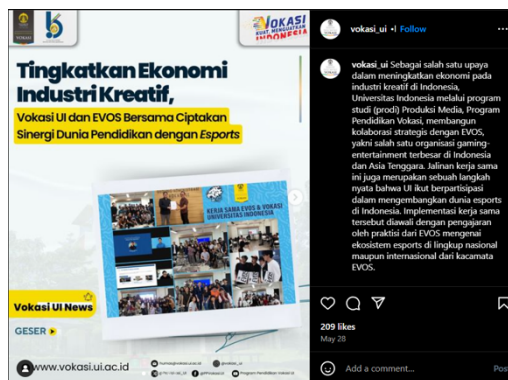 VOKASI
KUAT, MENGUATKAN
INDONESIA
Tingkatkan Ekonomi
Industri Kreatif,
Vokasi UI dan EVOS Bersama Ciptakan
Sinergi Dunia Pendidikan dengan Esports
KERJA SAMA EVOS & VOKASI
UNIVERSITAS INDONESIA
Vokasi UI News
GESER
www.vokasi.ui.ac.id
vokasi_ui • Follow
vokasi_ui Sebagai salah satu upaya
dalam meningkatkan ekonomi pada
industri kreatif di Indonesia,
Universitas Indonesia melalui program
studi (prodi) Produksi Media, Program
Pendidikan Vokasi, membangun
kolaborasi strategis dengan EVOS,
yakni salah satu organisasi gaming-
entertainment terbesar di Indonesia
dan Asia Tenggara. Jalinan kerja sama
ini juga merupakan sebuah langkah
nyata bahwa UI ikut berpartisipasi
dalam mengembangkan dunia esports
di Indonesia. Implementasi kerja sama
tersebut diawali dengan pengajaran
oleh praktisi dari EVOS mengenai
ekosistem esports di lingkup nasional
maupun internasional dari kacamata
EVOS.
209 likes
May 28
Add a comment...
Pos